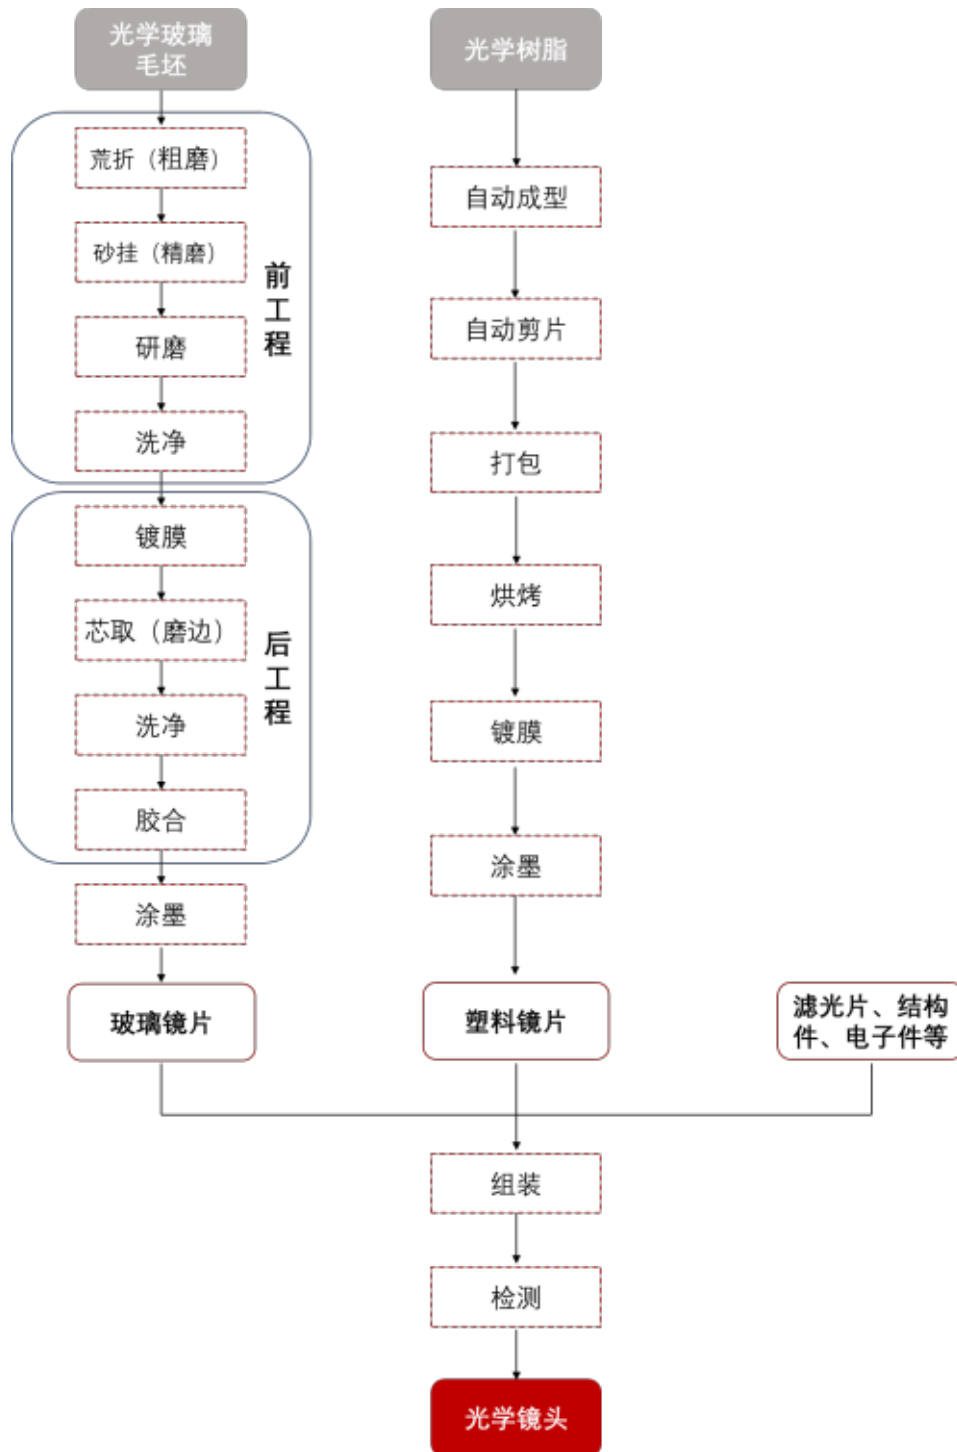 光学玻璃
毛坯
荒折（粗磨）
砂挂（精磨）
研磨
洗净
前工程
镀膜
芯取（磨边）
洗净
胶合
后工程
涂墨
玻璃镜片
光学树脂
自动成型
自动剪片
打包
烘烤
镀膜
涂墨
塑料镜片
滤光片、结构
件、电子件等
组装
检测
光学镜头